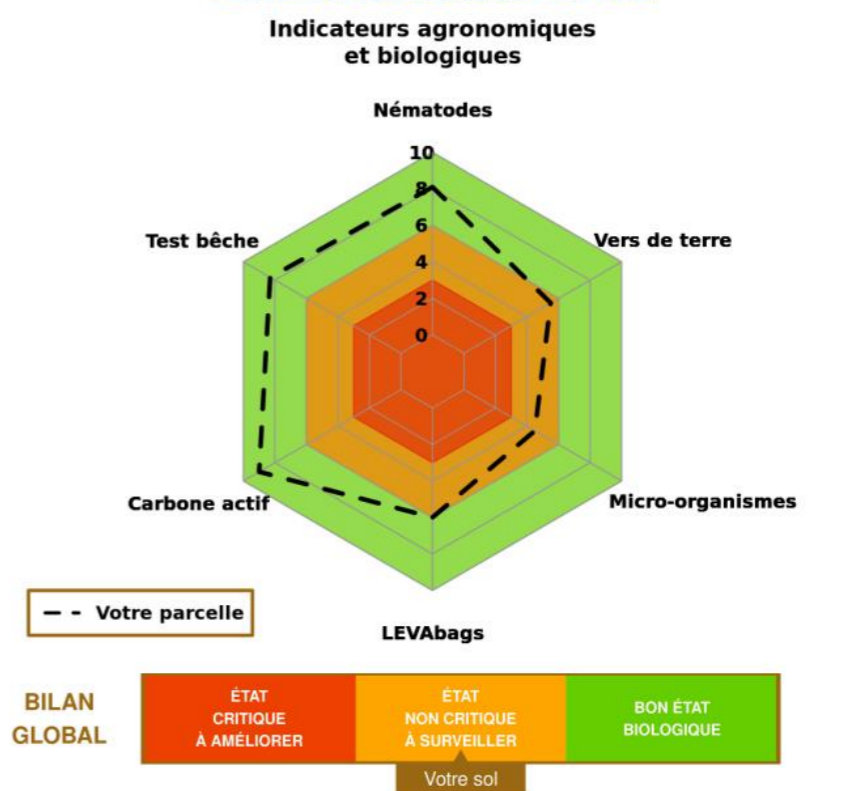 Indicateurs agronomiques
et biologiques
Nématodes
10
8
6
4
2
0
Test bêche
Vers de terre
Carbone actif
Micro-organismes
LEVAbags
Votre parcelle
BILAN
GLOBAL
ÉTAT
CRITIQUE
À AMÉLIORER
ÉTAT
NON CRITIQUE
À SURVEILLER
BON ÉTAT
BIOLOGIQUE
Votre sol